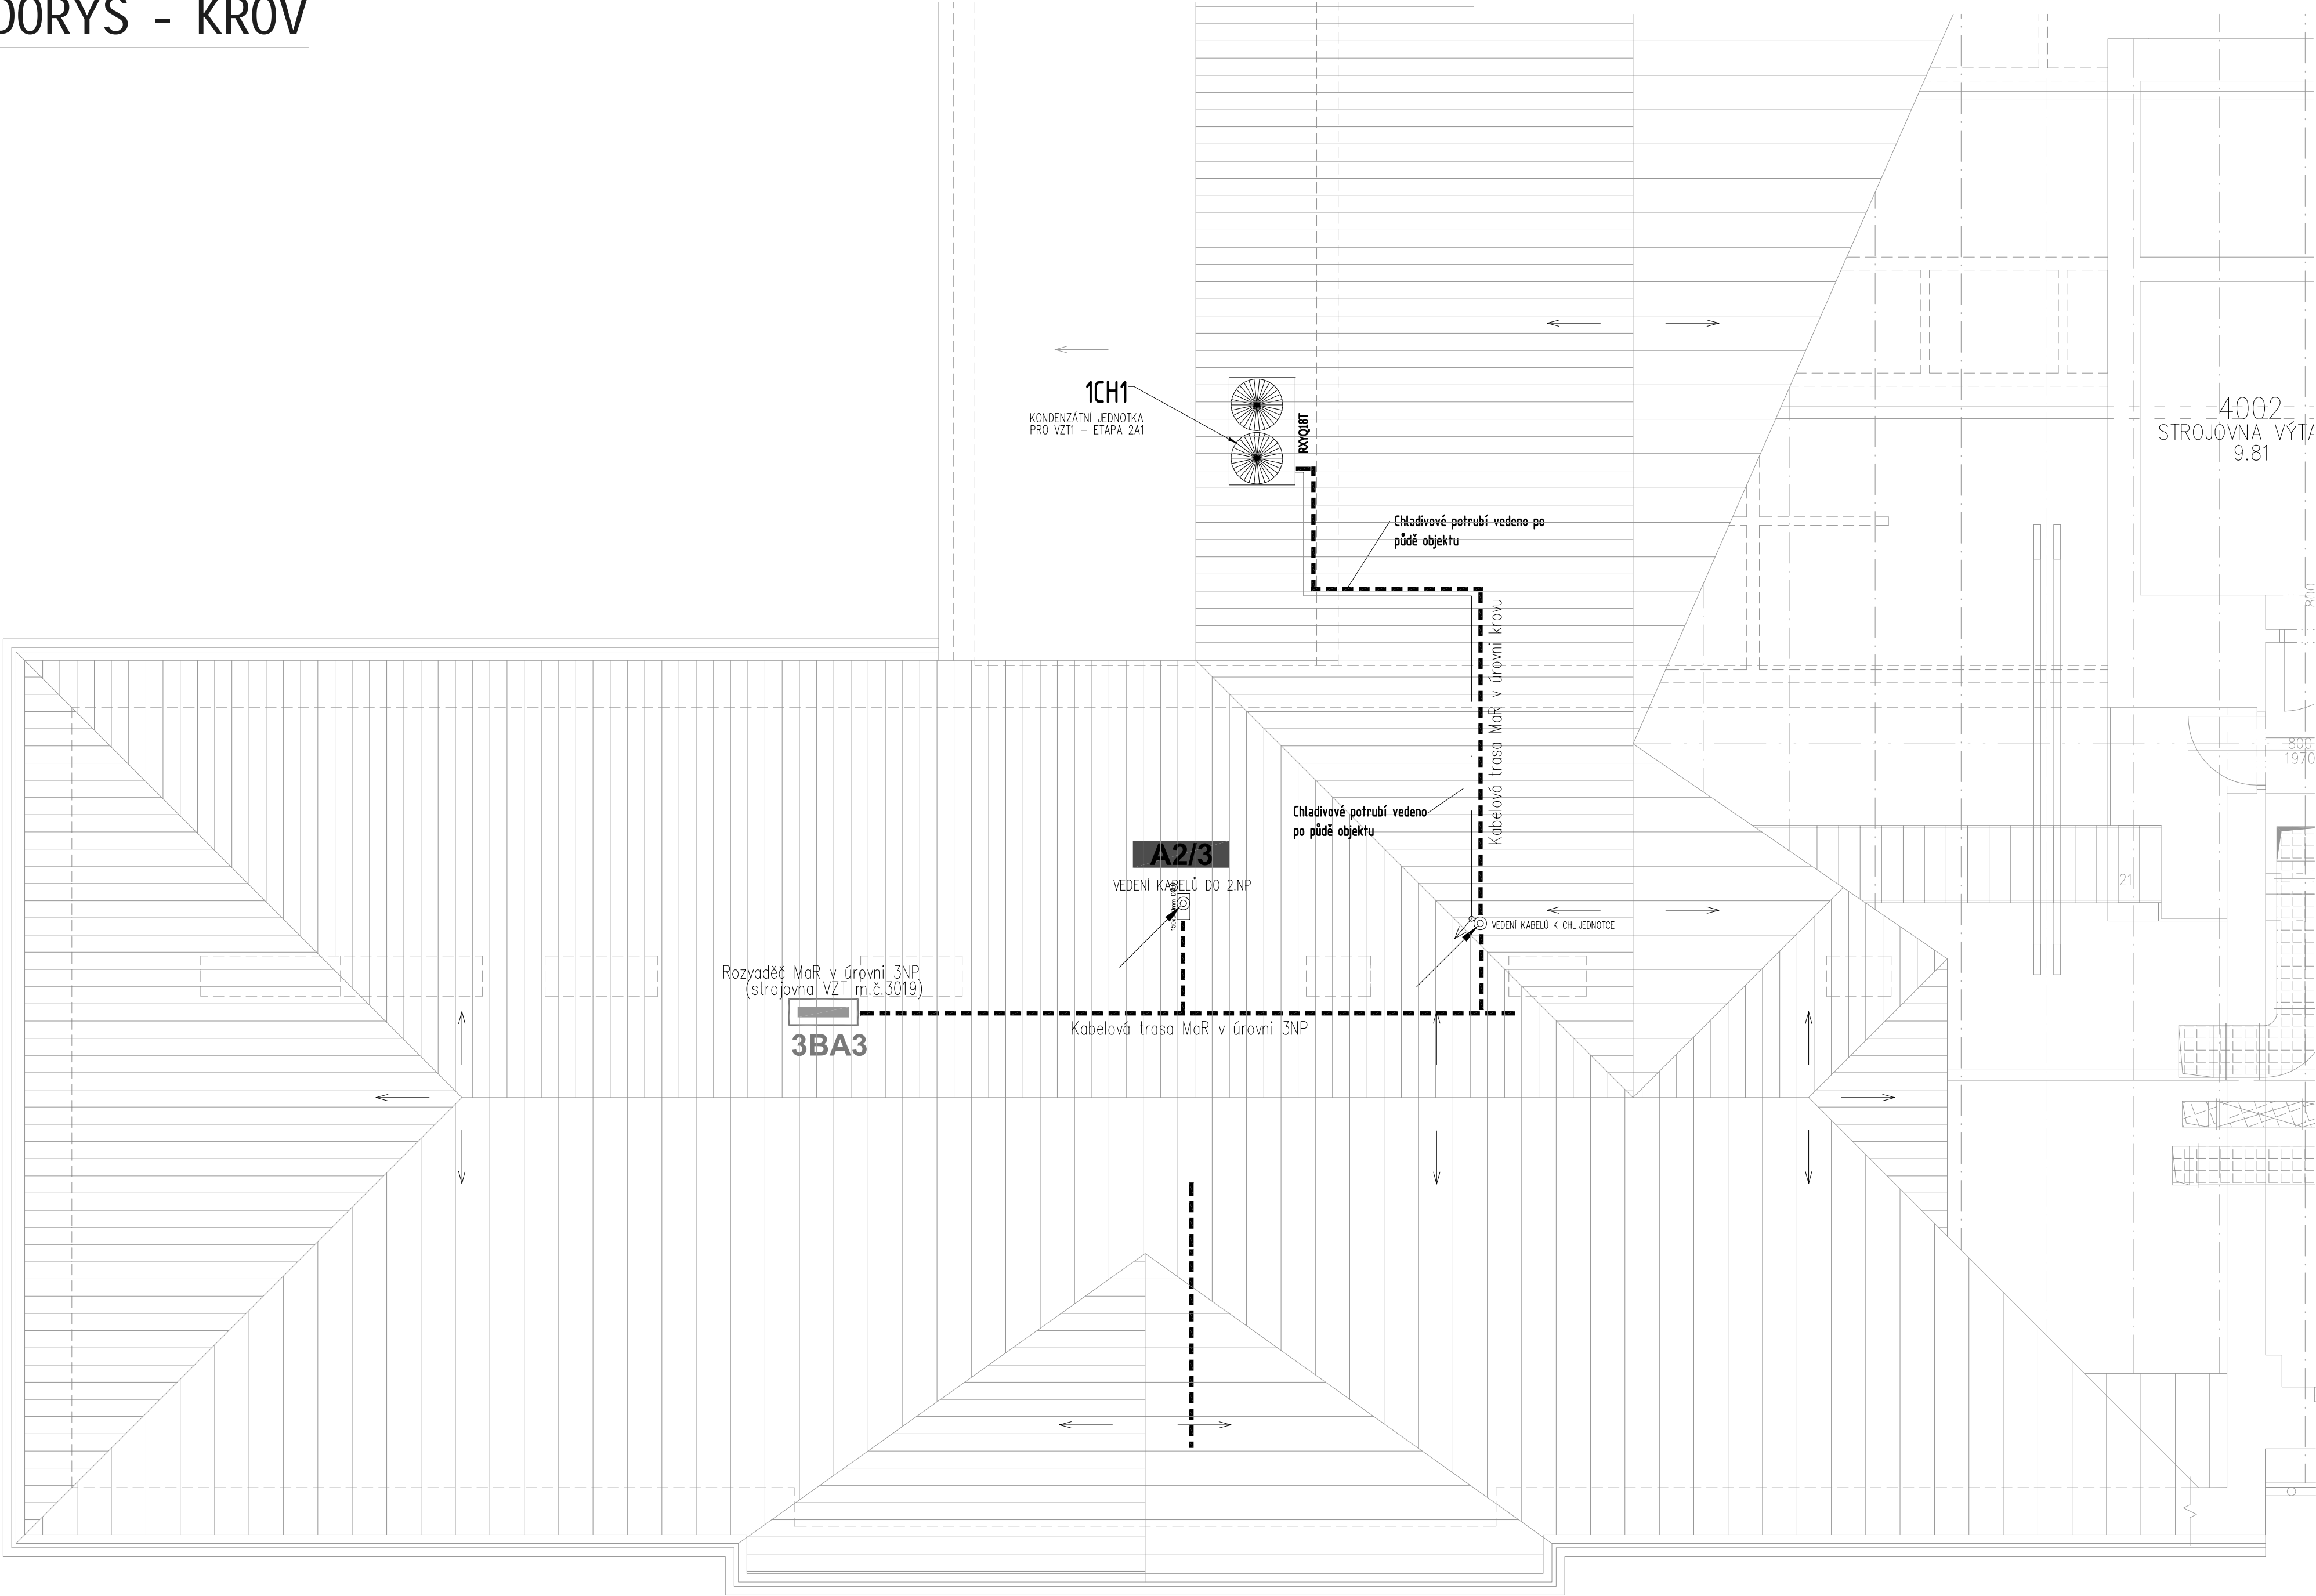 DORYS - KROV
1CH1
KONDENZÁTNÍ JEDNOTKA
PRO VZT1 - ETAPA 2A1
RXYQ18T
4002
STROJOVNA VÝTA
9.81
Chladivové potrubí vedeno po
půdě objektu
Kabelová trasa MaR v úrovni krovu
800
1970
Chladivové potrubí vedeno
po půdě objektu
A2/3
VEDENÍ KABELŮ DO 2.NP
21
VEDENÍ KABELŮ K CHL.JEDNOTCE
Rozvaděč MaR v úrovni 3NP
(strojovna VZT m.č.3019)
Kabelová trasa MaR v úrovni 3NP
3BA3